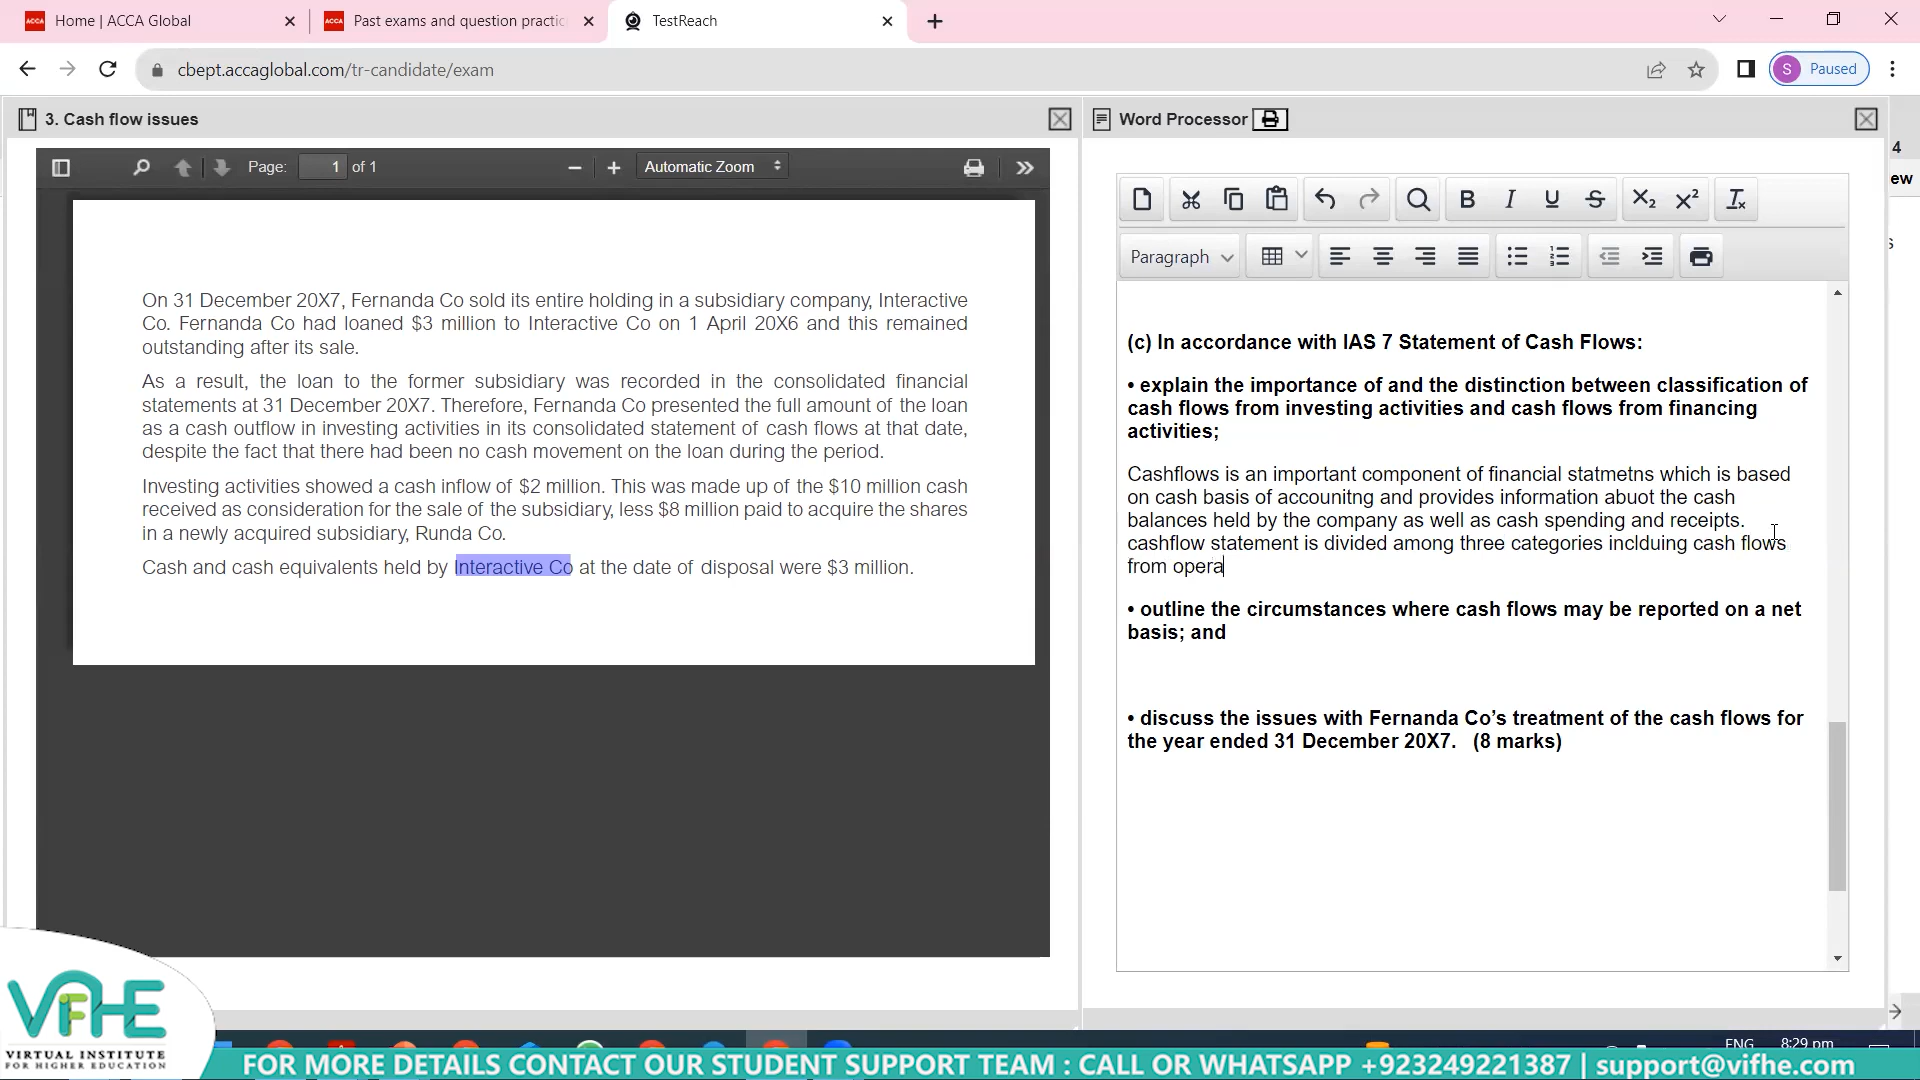 Home | ACCA Global
Past exams and question practic
TestReach
cbept.accaglobal.com/tr-candidate/exam
S Paused
3. Cash flow issues
Word Processor
4
ew
s
Page: 1 of 1
Automatic Zoom
On 31 December 20X7, Fernanda Co sold its entire holding in a subsidiary company, Interactive
Co. Fernanda Co had loaned $3 million to Interactive Co on 1 April 20X6 and this remained
outstanding after its sale.
As a result, the loan to the former subsidiary was recorded in the consolidated financial
statements at 31 December 20X7. Therefore, Fernanda Co presented the full amount of the loan
as a cash outflow in investing activities in its consolidated statement of cash flows at that date,
despite the fact that there had been no cash movement on the loan during the period.
Investing activities showed a cash inflow of $2 million. This was made up of the $10 million cash
received as consideration for the sale of the subsidiary, less $8 million paid to acquire the shares
in a newly acquired subsidiary, Runda Co.
Cash and cash equivalents held by Interactive Co at the date of disposal were $3 million.
Paragraph
(c) In accordance with IAS 7 Statement of Cash Flows:
• explain the importance of and the distinction between classification of
cash flows from investing activities and cash flows from financing
activities;
Cashflows is an important component of financial statmetns which is based
on cash basis of accounitng and provides information abuot the cash
balances held by the company as well as cash spending and receipts.
cashflow statement is divided among three categories inclduing cash flows
from opera
• outline the circumstances where cash flows may be reported on a net
basis; and
• discuss the issues with Fernanda Co’s treatment of the cash flows for
the year ended 31 December 20X7. (8 marks)
VIFHE
VIRTUAL INSTITUTE
FOR HIGHER EDUCATION
ENG 8:29 pm
FOR MORE DETAILS CONTACT OUR STUDENT SUPPORT TEAM : CALL OR WHATSAPP +923249221387 | support@vifhe.com